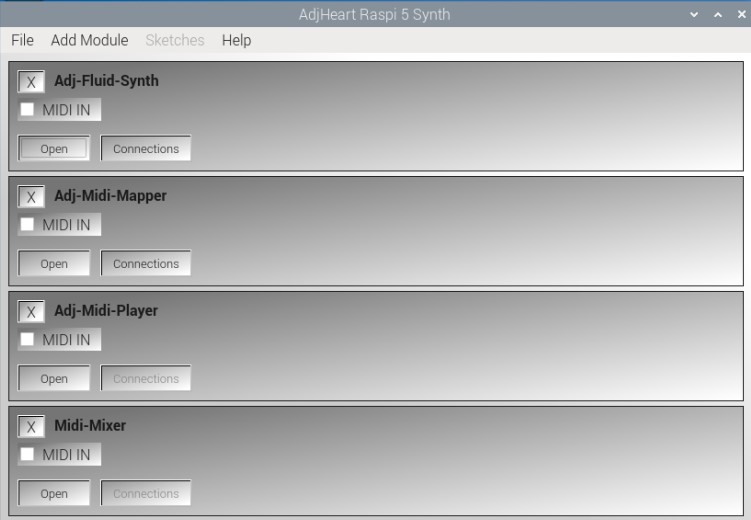 AdjHeart Raspi 5 Synth
File Add Module Sketches Help
X Adj-Fluid-Synth
MIDI IN
Open Connections
X Adj-Midi-Mapper
MIDI IN
Open Connections
X Adj-Midi-Player
MIDI IN
Open Connections
X Midi-Mixer
MIDI IN
Open Connections